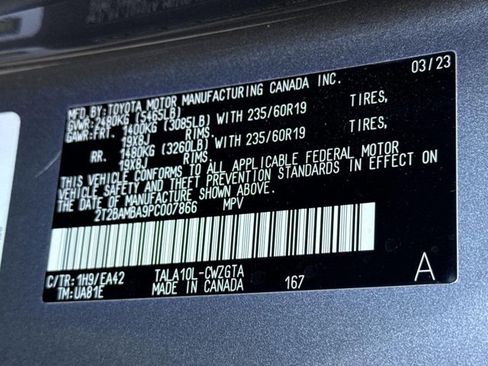 MFD. BY: TOYOTA MOTOR MANUFACTURING CANADA INC. 03/23
GVWR: 2480KG (5465LB)
GAWR: FRT. 1400KG (3085LB) WITH 235/60R19 TIRES,
19X8J RIMS.
RR. 1480KG (3260LB) WITH 235/60R19 TIRES,
19X8J RIMS.
THIS VEHICLE CONFORMS TO ALL APPLICABLE FEDERAL MOTOR
VEHICLE SAFETY AND THEFT PREVENTION STANDARDS IN EFFECT ON
THE DATE OF MANUFACTURE SHOWN ABOVE.
2T2BAMBA9PC007866 MPV
C/TR: 1H9/EA42 TALA10L-CWZGTA A
TM: UA81E MADE IN CANADA 167